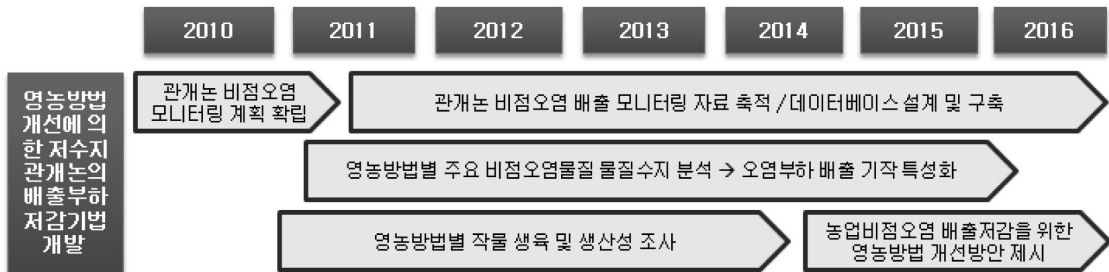 2010 2011 2012 2013 2014 2015 2016
영농방법
개선에 의
한 저수지
관개논의
배출부하
저감기법
개발
관개논 비점오염
모니터링 계획 확립
관개논 비점오염 배출 모니터링 자료 축적 / 데이터베이스 설계 및 구축
영농방법별 주요 비점오염물질 물질수지 분석 → 오염부하 배출 기작 특성화
영농방법별 작물 생육 및 생산성 조사
농업비점오염 배출저감을 위한
영농방법 개선방안 제시